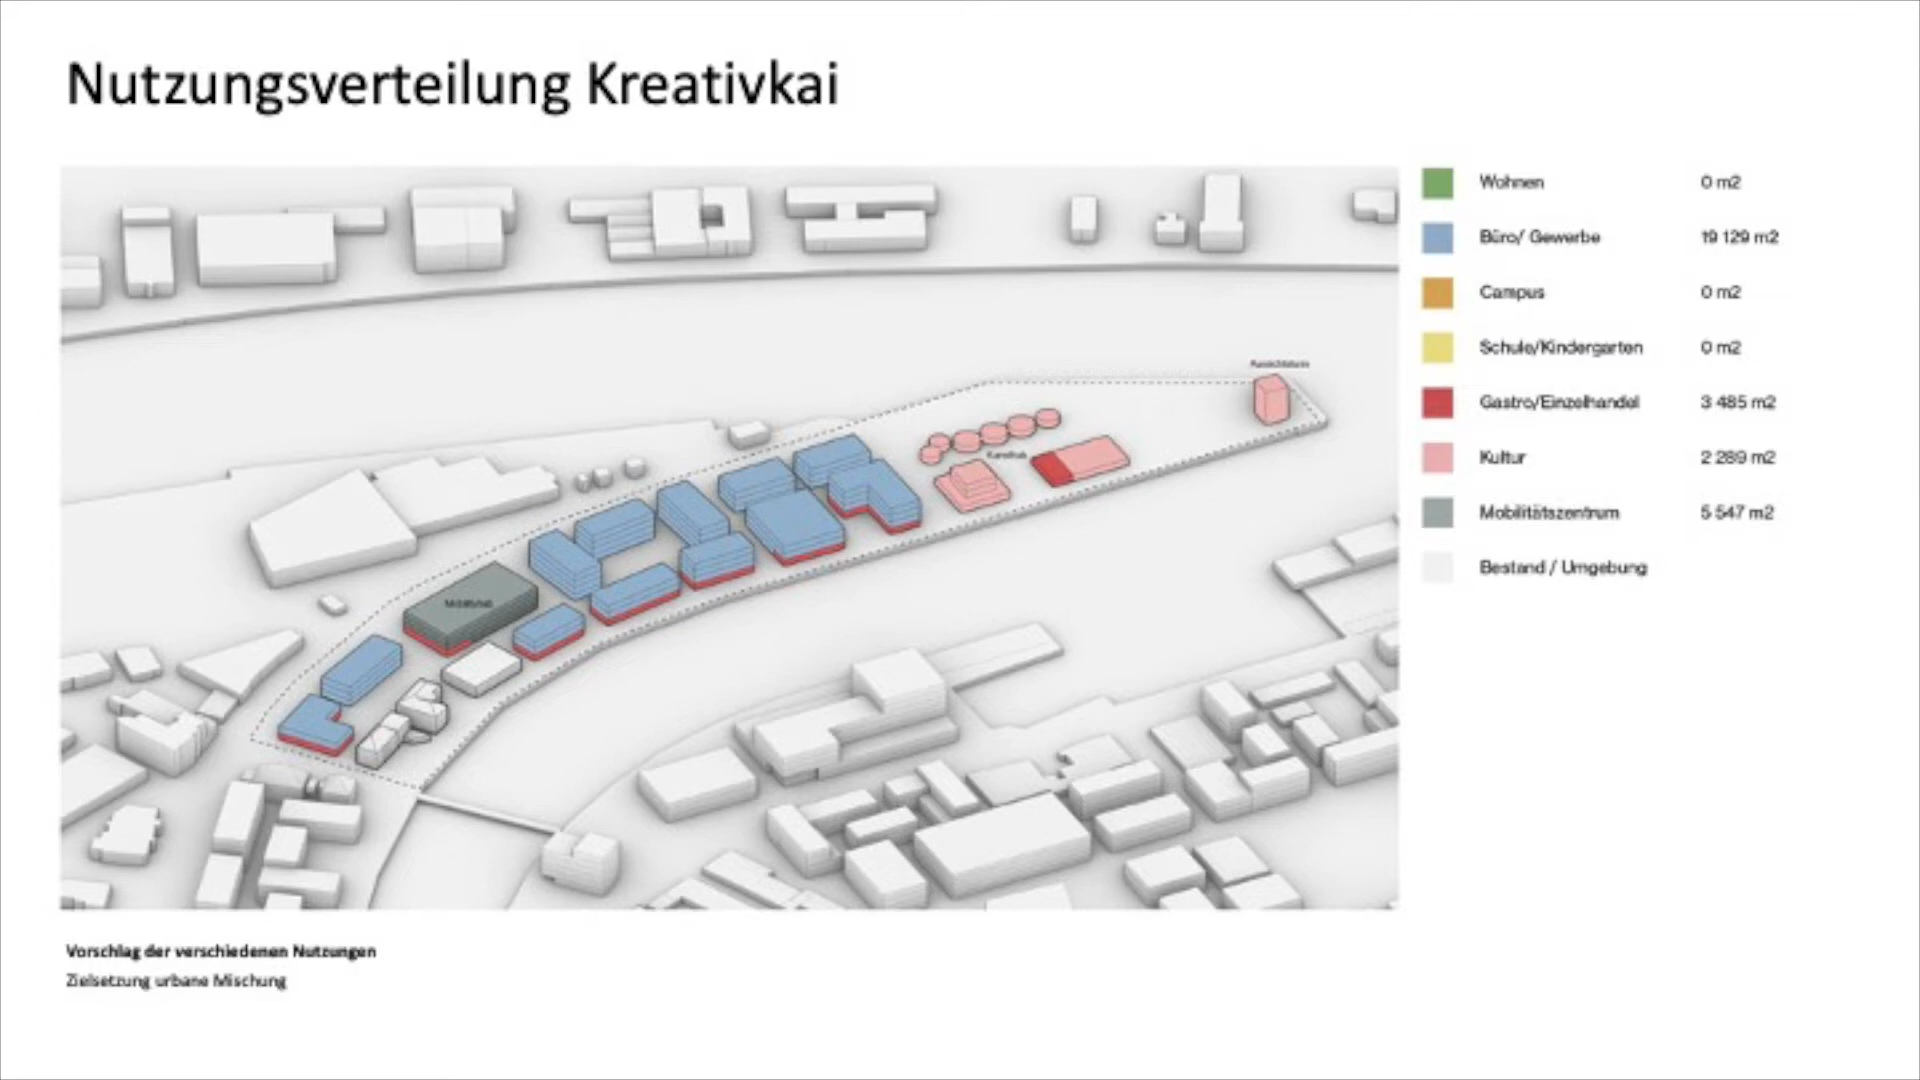 Nutzungsverteilung Kreativkai
Wohnen 0 m2
Büro/ Gewerbe 19 129 m2
Campus 0 m2
Schule/Kindergarten 0 m2
Gastro/Einzelhandel 3 485 m2
Kultur 2 289 m2
Mobilitätszentrum 5 547 m2
Bestand / Umgebung
Vorschlag der verschiedenen Nutzungen
Zielsetzung urbane Mischung